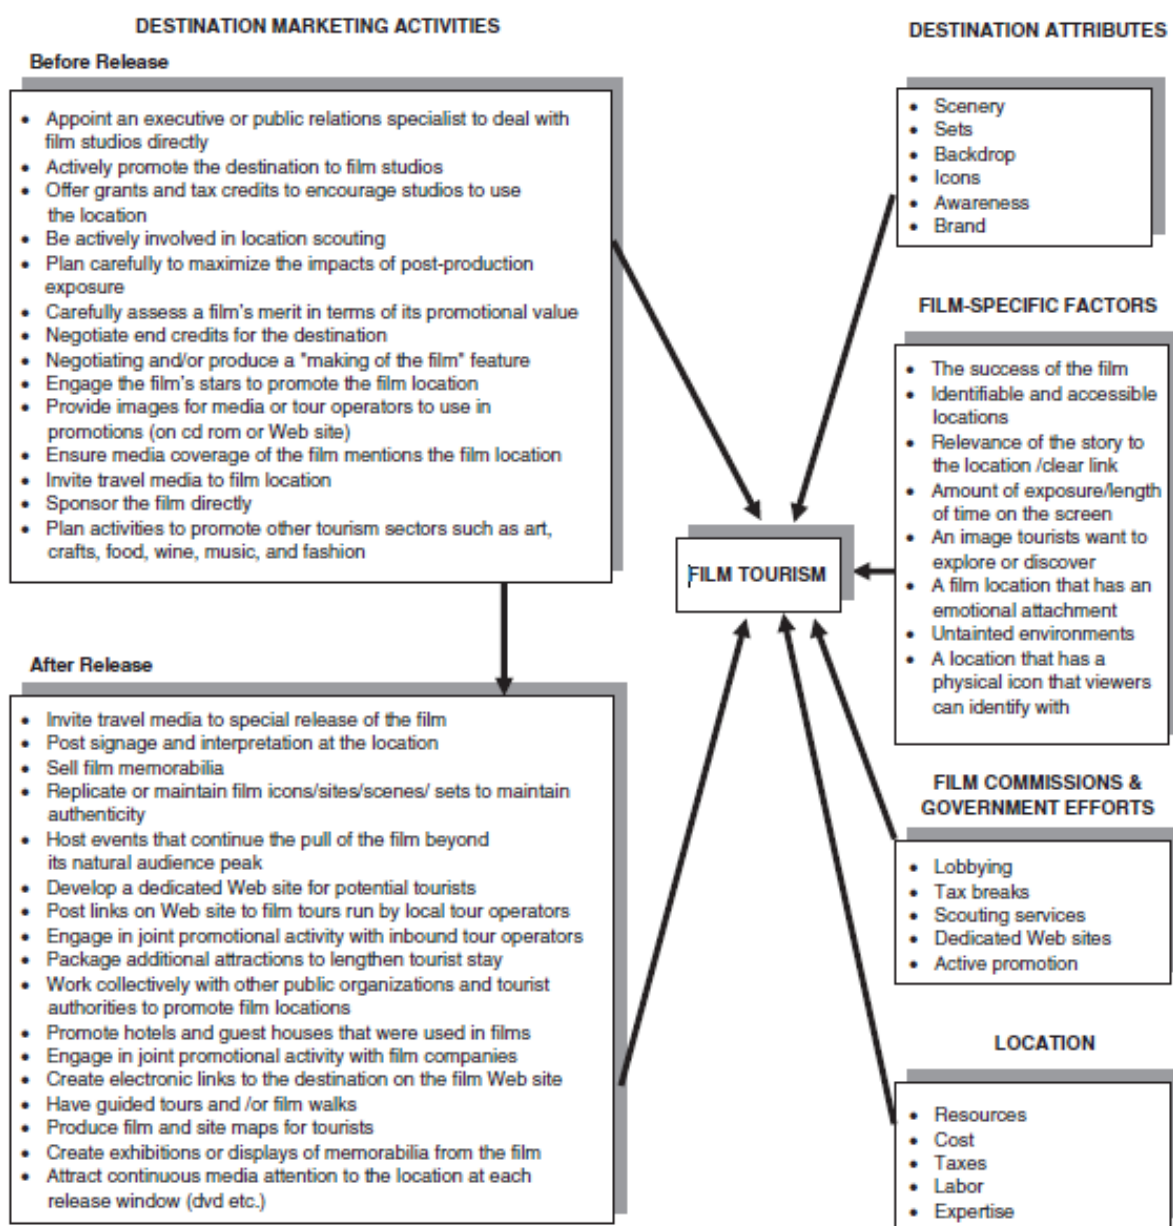 DESTINATION MARKETING ACTIVITIES
Before Release
• Appoint an executive or public relations specialist to deal with
film studios directly
• Actively promote the destination to film studios
• Offer grants and tax credits to encourage studios to use
the location
• Be actively involved in location scouting
• Plan carefully to maximize the impacts of post-production
exposure
• Carefully assess a film's merit in terms of its promotional value
• Negotiate end credits for the destination
• Negotiating and/or produce a "making of the film" feature
• Engage the film's stars to promote the film location
• Provide images for media or tour operators to use in
promotions (on cd rom or Web site)
• Ensure media coverage of the film mentions the film location
• Invite travel media to film location
• Sponsor the film directly
• Plan activities to promote other tourism sectors such as art,
crafts, food, wine, music, and fashion
After Release
• Invite travel media to special release of the film
• Post signage and interpretation at the location
• Sell film memorabilia
• Replicate or maintain film icons/sites/scenes/ sets to maintain
authenticity
• Host events that continue the pull of the film beyond
its natural audience peak
• Develop a dedicated Web site for potential tourists
• Post links on Web site to film tours run by local tour operators
• Engage in joint promotional activity with inbound tour operators
• Package additional attractions to lengthen tourist stay
• Work collectively with other public organizations and tourist
authorities to promote film locations
• Promote hotels and guest houses that were used in films
• Engage in joint promotional activity with film companies
• Create electronic links to the destination on the film Web site
• Have guided tours and /or film walks
• Produce film and site maps for tourists
• Create exhibitions or displays of memorabilia from the film
• Attract continuous media attention to the location at each
release window (dvd etc.)
FILM TOURISM
DESTINATION ATTRIBUTES
• Scenery
• Sets
• Backdrop
• Icons
• Awareness
• Brand
FILM-SPECIFIC FACTORS
• The success of the film
• Identifiable and accessible
locations
• Relevance of the story to
the location /clear link
• Amount of exposure/length
of time on the screen
• An image tourists want to
explore or discover
• A film location that has an
emotional attachment
• Untainted environments
• A location that has a
physical icon that viewers
can identify with
FILM COMMISSIONS &
GOVERNMENT EFFORTS
• Lobbying
• Tax breaks
• Scouting services
• Dedicated Web sites
• Active promotion
LOCATION
• Resources
• Cost
• Taxes
• Labor
• Expertise